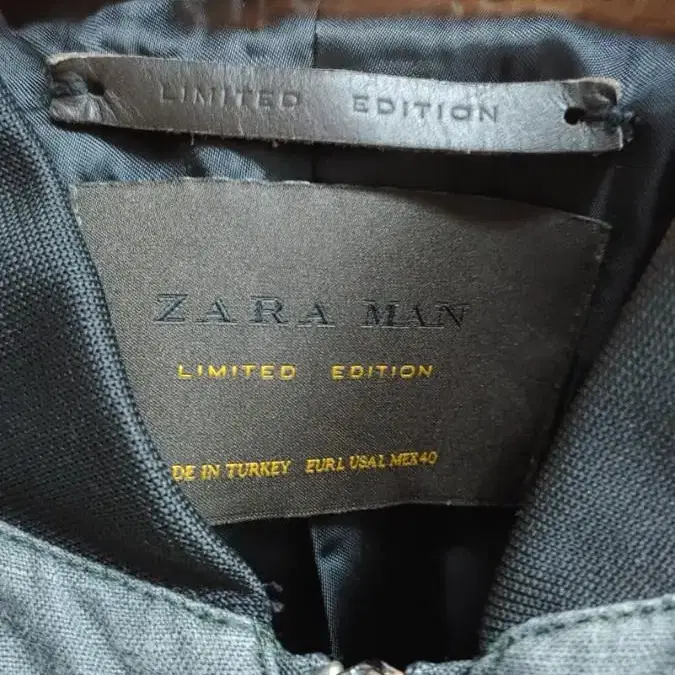 LIMITED EDITION
ZARA MAN
LIMITED EDITION
DE IN TURKEY EUR L USA L MEX 40